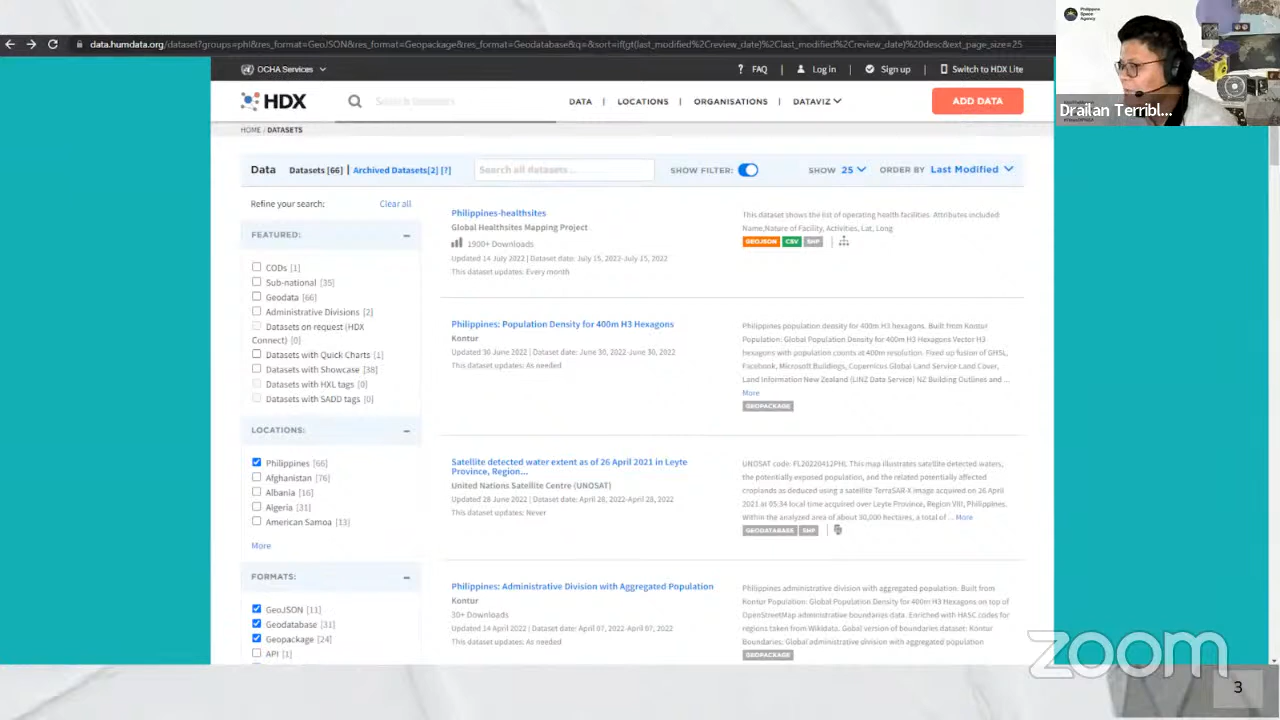 data.humdata.org/dataset?groups=phl&res_format=GeoJSON&res_format=Geopackage&res_format=Geodatabase&q=&sort=if(gt(last_modified%2Creview_date)%2Clast_modified%2Creview_date)%20desc&ext_page_size=25
Philippine
Space
Agency
Drailan Terribl...
OCHA Services
FAQ
Log in
Sign up
Switch to HDX Lite
HDX
Search Datasets
DATA | LOCATIONS | ORGANISATIONS | DATAVIZ
ADD DATA
HOME / DATASETS
Data
Datasets [66] | Archived Datasets[2] [?]
Search all datasets ...
SHOW FILTER:
SHOW 25
ORDER BY Last Modified
Refine your search:
Clear all
FEATURED:
CODs [1]
Sub-national [35]
Geodata [66]
Administrative Divisions [2]
Datasets on request (HDX
Connect) [0]
Datasets with Quick Charts [1]
Datasets with Showcase [38]
Datasets with HXL tags [0]
Datasets with SADD tags [0]
LOCATIONS:
Philippines [66]
Afghanistan [76]
Albania [16]
Algeria [31]
American Samoa [13]
More
FORMATS:
GeoJSON [11]
Geodatabase [31]
Geopackage [24]
API [1]
Philippines-healthsites
Global Healthsites Mapping Project
1900+ Downloads
Updated 14 July 2022 | Dataset date: July 15, 2022-July 15, 2022
This dataset updates: Every month
This dataset shows the list of operating health facilities. Attributes included:
Name,Nature of Facility, Activities, Lat, Long
GEOJSON CSV SHP
Philippines: Population Density for 400m H3 Hexagons
Kontur
Updated 30 June 2022 | Dataset date: June 30, 2022-June 30, 2022
This dataset updates: As needed
Philippines population density for 400m H3 hexagons. Built from Kontur
Population: Global Population Density for 400m H3 Hexagons Vector H3
hexagons with population counts at 400m resolution. Fixed up fusion of GHSL,
Facebook, Microsoft Buildings, Copernicus Global Land Service Land Cover,
Land Information New Zealand (LINZ Data Service) NZ Building Outlines and ...
More
GEOPACKAGE
Satellite detected water extent as of 26 April 2021 in Leyte
Province, Region...
United Nations Satellite Centre (UNOSAT)
Updated 28 June 2022 | Dataset date: April 28, 2022-April 28, 2022
This dataset updates: Never
UNOSAT code: FL20220412PHL This map illustrates satellite detected waters,
the potentially exposed population, and the related potentially affected
croplands as deduced using a satellite TerraSAR-X image acquired on 26 April
2021 at 05:34 local time acquired over Leyte Province, Region VIII, Philippines.
Within the analyzed area of about 30,000 hectares, a total of ... More
GEODATABASE SHP
Philippines: Administrative Division with Aggregated Population
Kontur
30+ Downloads
Updated 14 April 2022 | Dataset date: April 07, 2022-April 07, 2022
This dataset updates: As needed
Philippines administrative division with aggregated population. Built from
Kontur Population: Global Population Density for 400m H3 Hexagons on top of
OpenStreetMap administrative boundaries data. Enriched with HASC codes for
regions taken from Wikidata. Gobal version of boundaries dataset: Kontur
Boundaries: Global administrative division with aggregated population
GEOPACKAGE
zoom
3